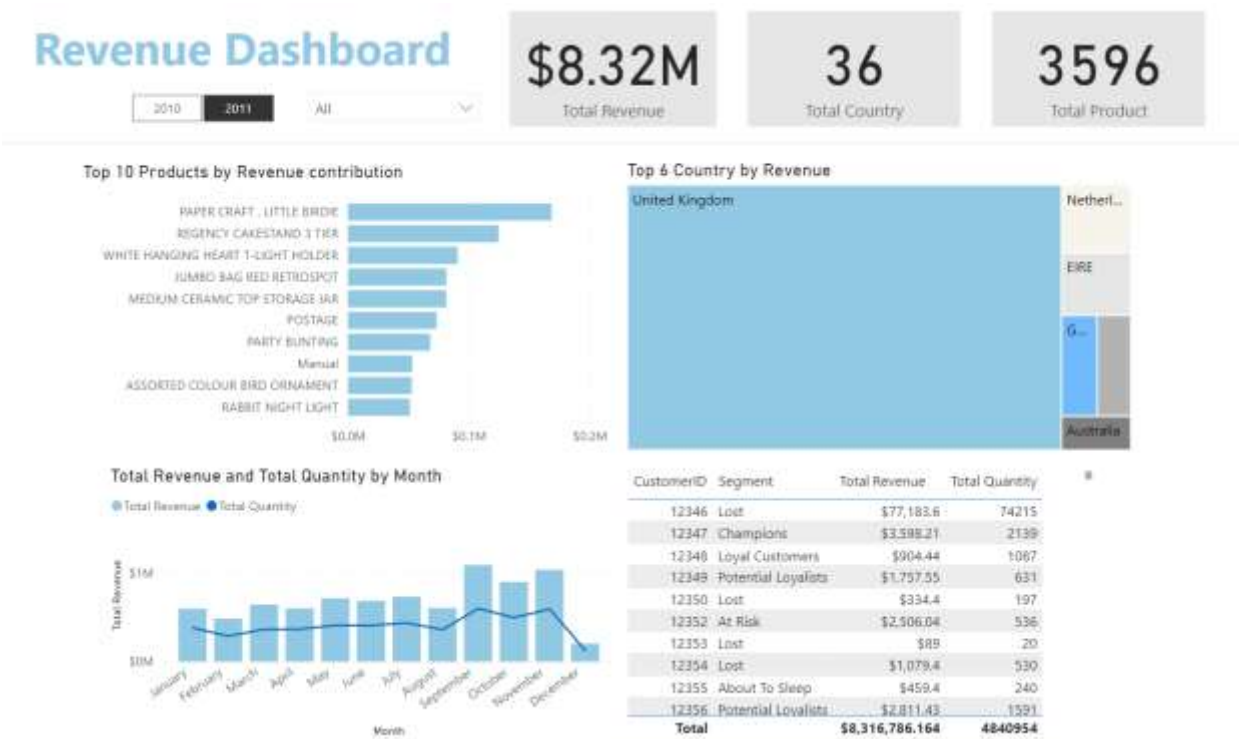 Revenue Dashboard
2010 2011 All
$8.32M
Total Revenue
36
Total Country
3596
Total Product
Top 10 Products by Revenue contribution
PAPER CRAFT , LITTLE BIRDIE
REGENCY CAKESTAND 3 TIER
WHITE HANGING HEART T-LIGHT HOLDER
JUMBO BAG RED RETROSPOT
MEDIUM CERAMIC TOP STORAGE JAR
POSTAGE
PARTY BUNTING
Manual
ASSORTED COLOUR BIRD ORNAMENT
RABBIT NIGHT LIGHT
$0.0M $0.1M $0.2M
Top 6 Country by Revenue
United Kingdom
Netherl...
EIRE
G...
Australia
Total Revenue and Total Quantity by Month
Total Revenue Total Quantity
Total Revenue
$1M
$0M
January February March April May June July August September October November December
Month
CustomerID Segment Total Revenue Total Quantity
12346 Lost $77,183.6 74215
12347 Champions $3,598.21 2139
12348 Loyal Customers $904.44 1087
12349 Potential Loyalists $1,757.55 631
12350 Lost $334.4 197
12352 At Risk $2,506.04 536
12353 Lost $89 20
12354 Lost $1,079.4 530
12355 About To Sleep $459.4 240
12356 Potential Loyalists $2,811.43 1591
Total $8,316,786.164 4840954